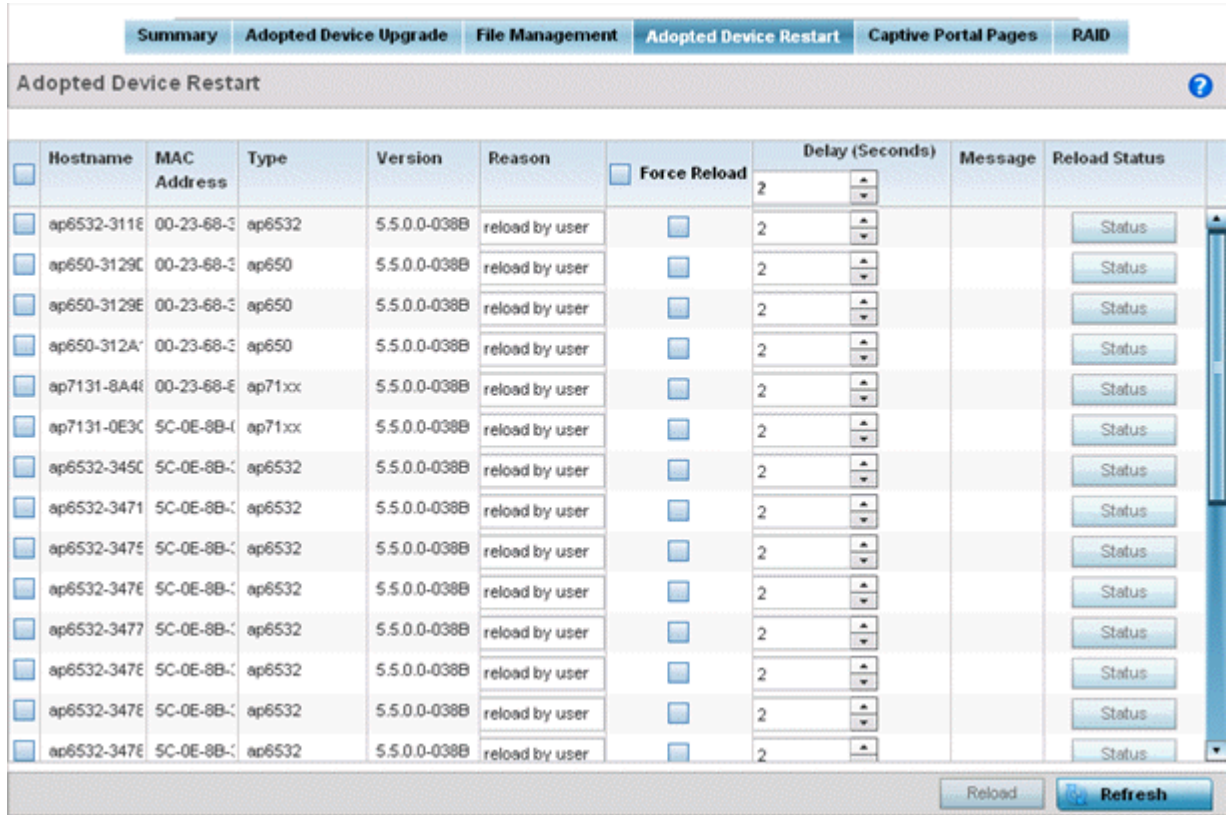 Summary Adopted Device Upgrade File Management Adopted Device Restart Captive Portal Pages RAID
Adopted Device Restart ?
Hostname MAC Address Type Version Reason Force Reload Delay (Seconds) 2 Message Reload Status
ap6532-3118 00-23-68-3 ap6532 5.5.0.0-038B reload by user 2 Status
ap650-3129D 00-23-68-3 ap650 5.5.0.0-038B reload by user 2 Status
ap650-3129E 00-23-68-3 ap650 5.5.0.0-038B reload by user 2 Status
ap650-312A 00-23-68-3 ap650 5.5.0.0-038B reload by user 2 Status
ap7131-8A48 00-23-68-8 ap71xx 5.5.0.0-038B reload by user 2 Status
ap7131-0E3C 5C-0E-8B-0 ap71xx 5.5.0.0-038B reload by user 2 Status
ap6532-345C 5C-0E-8B-3 ap6532 5.5.0.0-038B reload by user 2 Status
ap6532-3471 5C-0E-8B-3 ap6532 5.5.0.0-038B reload by user 2 Status
ap6532-3475 5C-0E-8B-3 ap6532 5.5.0.0-038B reload by user 2 Status
ap6532-3476 5C-0E-8B-3 ap6532 5.5.0.0-038B reload by user 2 Status
ap6532-3477 5C-0E-8B-3 ap6532 5.5.0.0-038B reload by user 2 Status
ap6532-3478 5C-0E-8B-3 ap6532 5.5.0.0-038B reload by user 2 Status
ap6532-3478 5C-0E-8B-3 ap6532 5.5.0.0-038B reload by user 2 Status
ap6532-3478 5C-0E-8B-3 ap6532 5.5.0.0-038B reload by user 2 Status
Reload Refresh